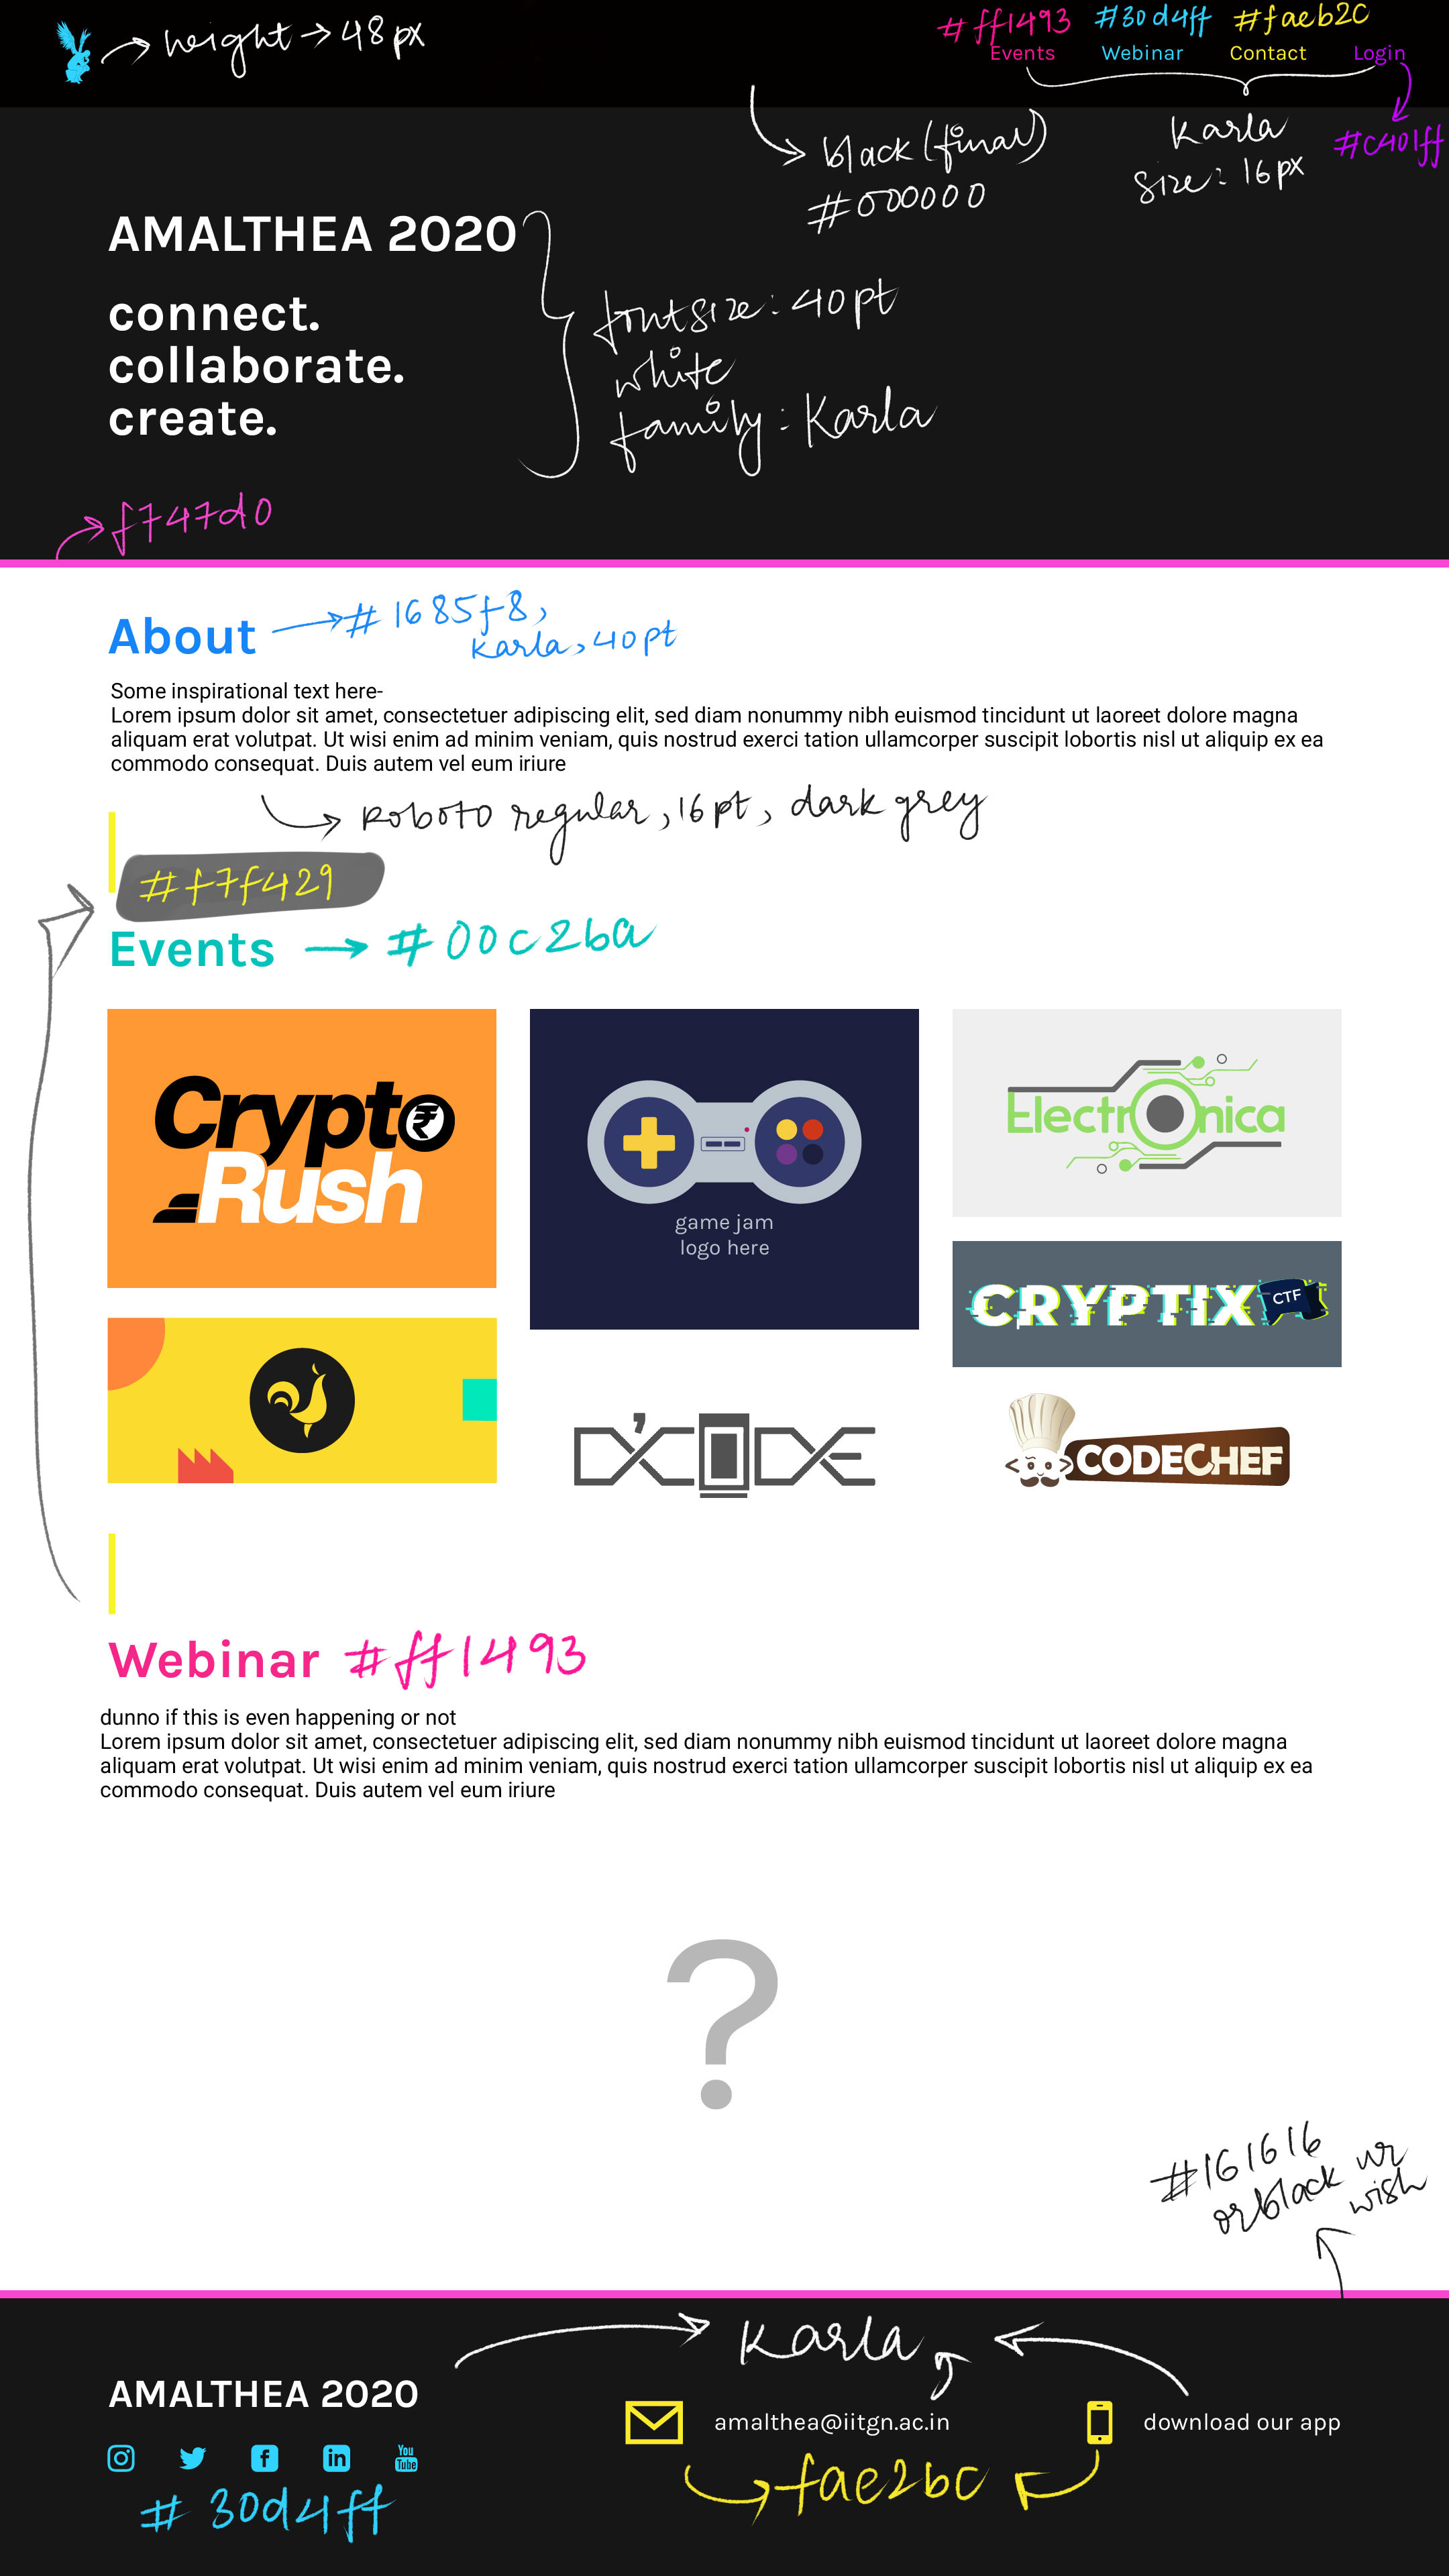 height → 48 px
#ff1493 #30d4ff #faeb2c
Events Webinar Contact Login
black (final)
#000000
Karla
size: 16px
#c401ff
AMALTHEA 2020
connect.
collaborate.
create.
fontsize: 40pt
white
family: Karla
f747d0
About → #1685f8,
Karla, 40pt
Some inspirational text here-
Lorem ipsum dolor sit amet, consectetuer adipiscing elit, sed diam nonummy nibh euismod tincidunt ut laoreet dolore magna
aliquam erat volutpat. Ut wisi enim ad minim veniam, quis nostrud exerci tation ullamcorper suscipit lobortis nisl ut aliquip ex ea
commodo consequat. Duis autem vel eum iriure
Roboto regular, 16pt, dark grey
#f7f429
Events → #00c2ba
Crypto
Rush
game jam
logo here
Electronica
CRYPTIX CTF
D'CODE
CODECHEF
Webinar #ff1493
dunno if this is even happening or not
Lorem ipsum dolor sit amet, consectetuer adipiscing elit, sed diam nonummy nibh euismod tincidunt ut laoreet dolore magna
aliquam erat volutpat. Ut wisi enim ad minim veniam, quis nostrud exerci tation ullamcorper suscipit lobortis nisl ut aliquip ex ea
commodo consequat. Duis autem vel eum iriure
?
#161616
or black ur
wish
Karla
AMALTHEA 2020
amalthea@iitgn.ac.in
download our app
You
Tube
fae2bc
#30d4ff